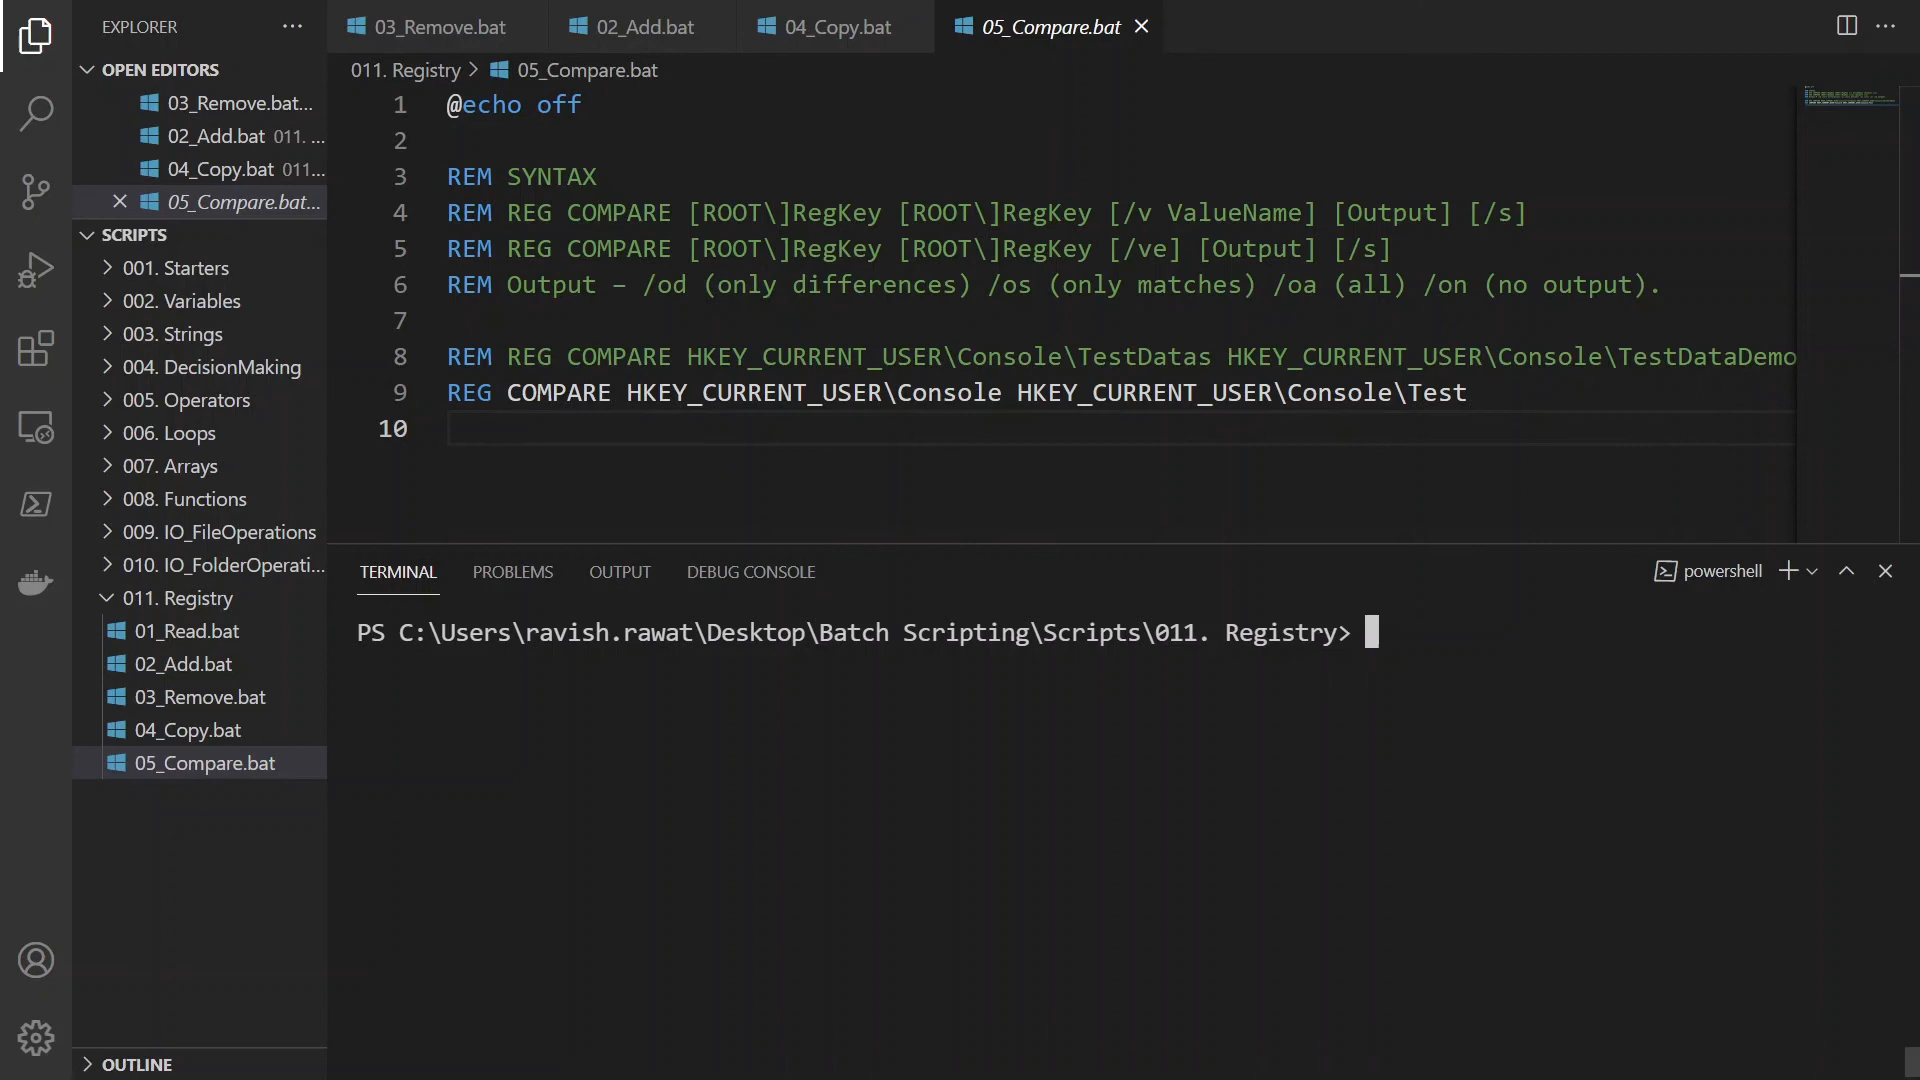 EXPLORER
OPEN EDITORS
03_Remove.bat...
02_Add.bat 011. ...
04_Copy.bat 011...
05_Compare.bat...
SCRIPTS
001. Starters
002. Variables
003. Strings
004. DecisionMaking
005. Operators
006. Loops
007. Arrays
008. Functions
009. IO_FileOperations
010. IO_FolderOperati...
011. Registry
01_Read.bat
02_Add.bat
03_Remove.bat
04_Copy.bat
05_Compare.bat
OUTLINE
03_Remove.bat 02_Add.bat 04_Copy.bat 05_Compare.bat
011. Registry > 05_Compare.bat
1 @echo off
2
3 REM SYNTAX
4 REM REG COMPARE [ROOT\]RegKey [ROOT\]RegKey [/v ValueName] [Output] [/s]
5 REM REG COMPARE [ROOT\]RegKey [ROOT\]RegKey [/ve] [Output] [/s]
6 REM Output – /od (only differences) /os (only matches) /oa (all) /on (no output).
7
8 REM REG COMPARE HKEY_CURRENT_USER\Console\TestDatas HKEY_CURRENT_USER\Console\TestDataDemo
9 REG COMPARE HKEY_CURRENT_USER\Console HKEY_CURRENT_USER\Console\Test
10
TERMINAL PROBLEMS OUTPUT DEBUG CONSOLE powershell
PS C:\Users\ravish.rawat\Desktop\Batch Scripting\Scripts\011. Registry>